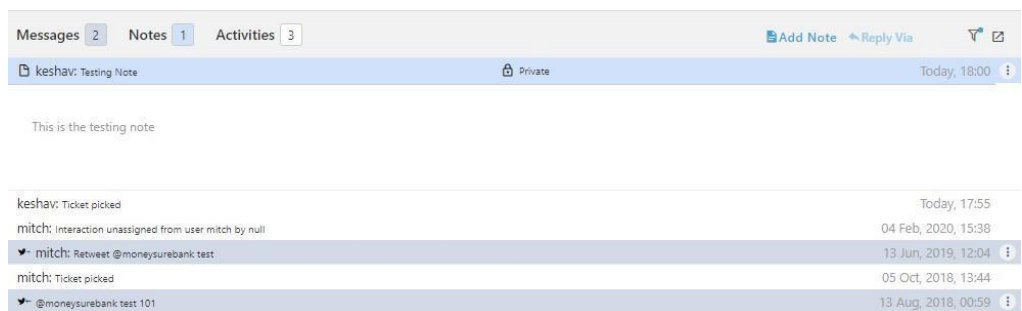 Messages 2 Notes 1 Activities 3 Add Note Reply Via
keshav: Testing Note Private Today, 18:00
This is the testing note
keshav: Ticket picked Today, 17:55
mitch: Interaction unassigned from user mitch by null 04 Feb, 2020, 15:38
mitch: Retweet @moneysurebank test 13 Jun, 2019, 12:04
mitch: Ticket picked 05 Oct, 2018, 13:44
@moneysurebank test 101 13 Aug, 2018, 00:59